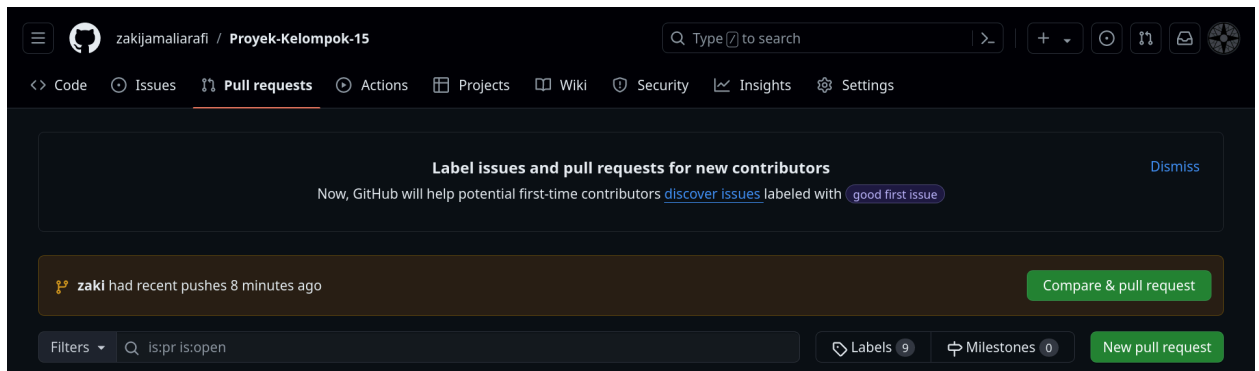 zakijamaliarafi / Proyek-Kelompok-15
Type / to search
Code Issues Pull requests Actions Projects Wiki Security Insights Settings
Label issues and pull requests for new contributors
Dismiss
Now, GitHub will help potential first-time contributors discover issues labeled with good first issue
zaki had recent pushes 8 minutes ago
Compare & pull request
Filters is:pr is:open Labels 9 Milestones 0 New pull request